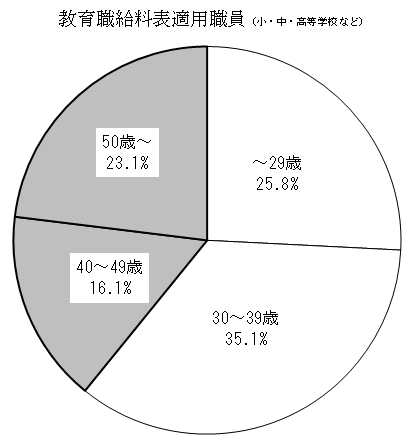 教育職給料表適用職員（小・中・高等学校など）
50歳～
23.1%
～29歳
25.8%
40～49歳
16.1%
30～39歳
35.1%